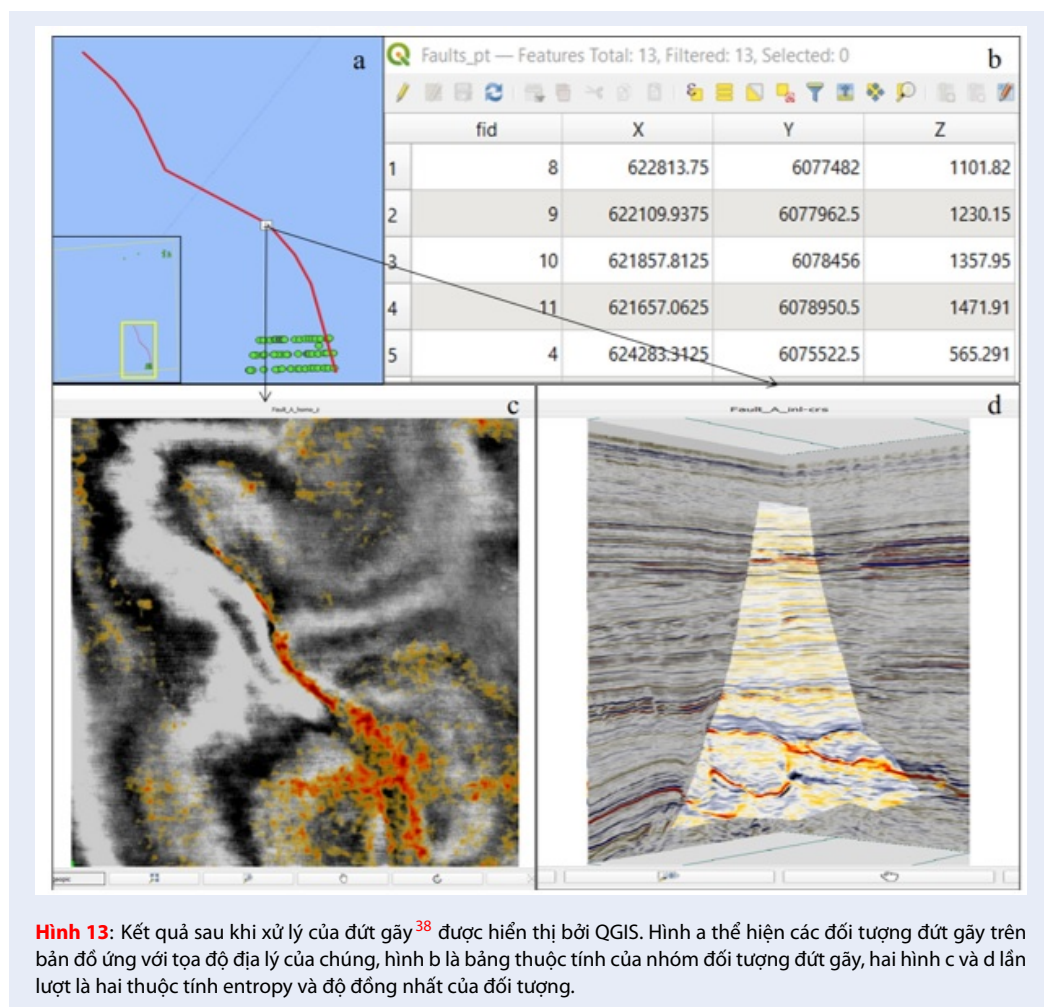 a
Faults_pt — Features Total: 13, Filtered: 13, Selected: 0
b
fid X Y Z
1 8 622813.75 6077482 1101.82
2 9 622109.9375 6077962.5 1230.15
3 10 621857.8125 6078456 1357.95
4 11 621657.0625 6078950.5 1471.91
5 4 624283.3125 6075522.5 565.291
Fault_A_homo_z
c
Fault_A_inl-crs
d
Hình 13: Kết quả sau khi xử lý của đứt gãy 38 được hiển thị bởi QGIS. Hình a thể hiện các đối tượng đứt gãy trên
bản đồ ứng với tọa độ địa lý của chúng, hình b là bảng thuộc tính của nhóm đối tượng đứt gãy, hai hình c và d lần
lượt là hai thuộc tính entropy và độ đồng nhất của đối tượng.